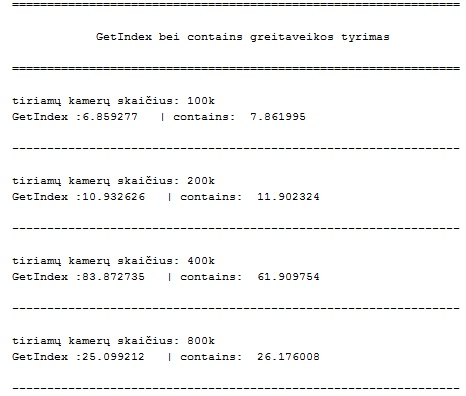 GetIndex bei contains greitaveikos tyrimas
tiriamų kamerų skaičius: 100k
GetIndex :6.859277 | contains: 7.861995
tiriamų kamerų skaičius: 200k
GetIndex :10.932626 | contains: 11.902324
tiriamų kamerų skaičius: 400k
GetIndex :83.872735 | contains: 61.909754
tiriamų kamerų skaičius: 800k
GetIndex :25.099212 | contains: 26.176008